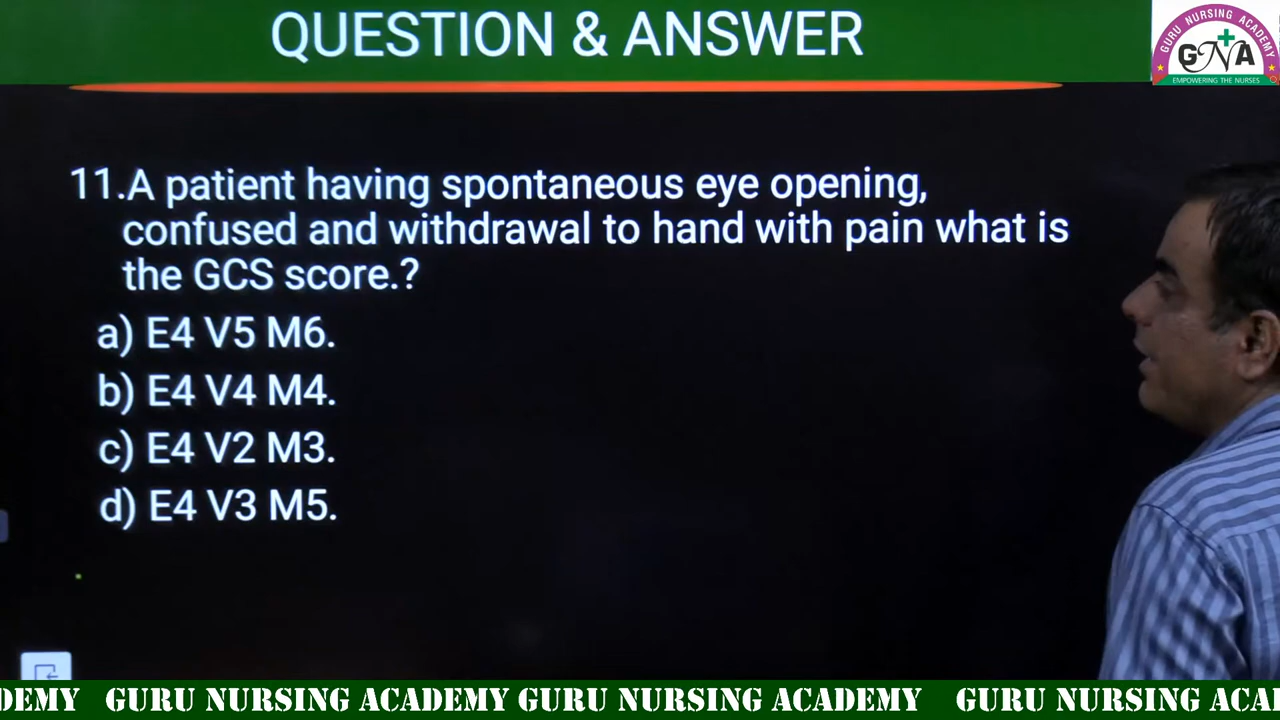 QUESTION & ANSWER
GURU NURSING ACADEMY
GNA
EMPOWERING THE NURSES
11.A patient having spontaneous eye opening,
confused and withdrawal to hand with pain what is
the GCS score.?
a) E4 V5 M6.
b) E4 V4 M4.
c) E4 V2 M3.
d) E4 V3 M5.
DEMY GURU NURSING ACADEMY GURU NURSING ACADEMY GURU NURSING ACAI